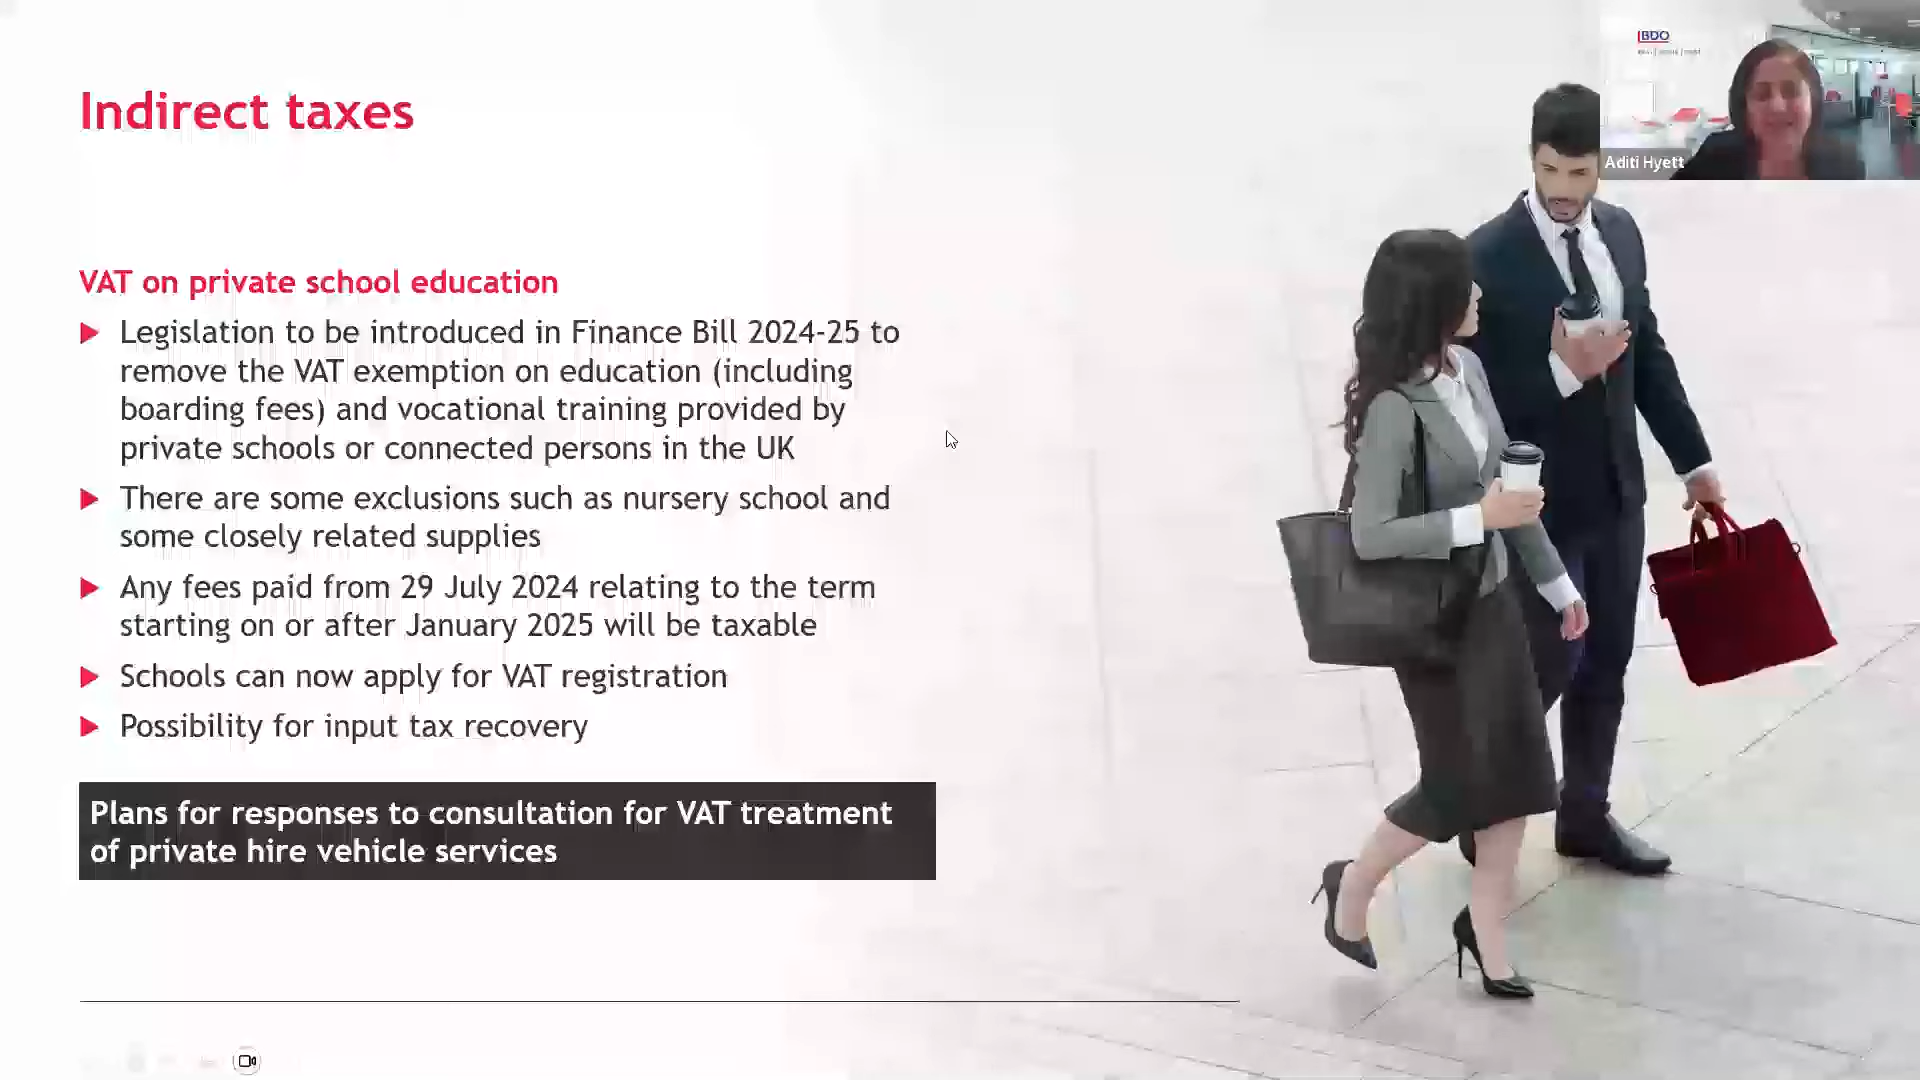 BDO
Aditi Hyett
Indirect taxes
VAT on private school education
Legislation to be introduced in Finance Bill 2024-25 to
remove the VAT exemption on education (including
boarding fees) and vocational training provided by
private schools or connected persons in the UK
There are some exclusions such as nursery school and
some closely related supplies
Any fees paid from 29 July 2024 relating to the term
starting on or after January 2025 will be taxable
Schools can now apply for VAT registration
Possibility for input tax recovery
Plans for responses to consultation for VAT treatment
of private hire vehicle services